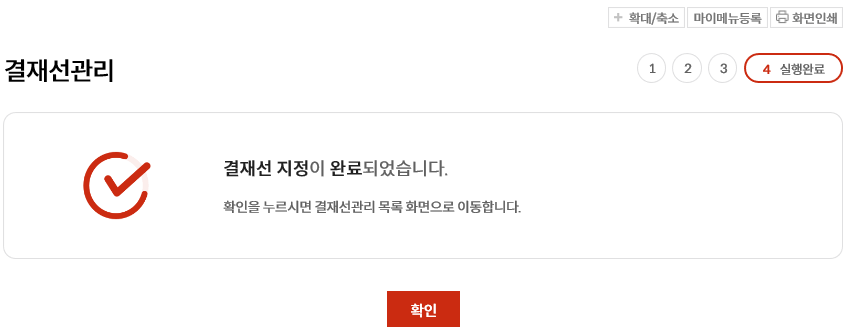 확대/축소 마이메뉴등록 화면인쇄
결재선관리
1 2 3 4 실행완료
결재선 지정이 완료되었습니다.
확인을 누르시면 결재선관리 목록 화면으로 이동합니다.
확인